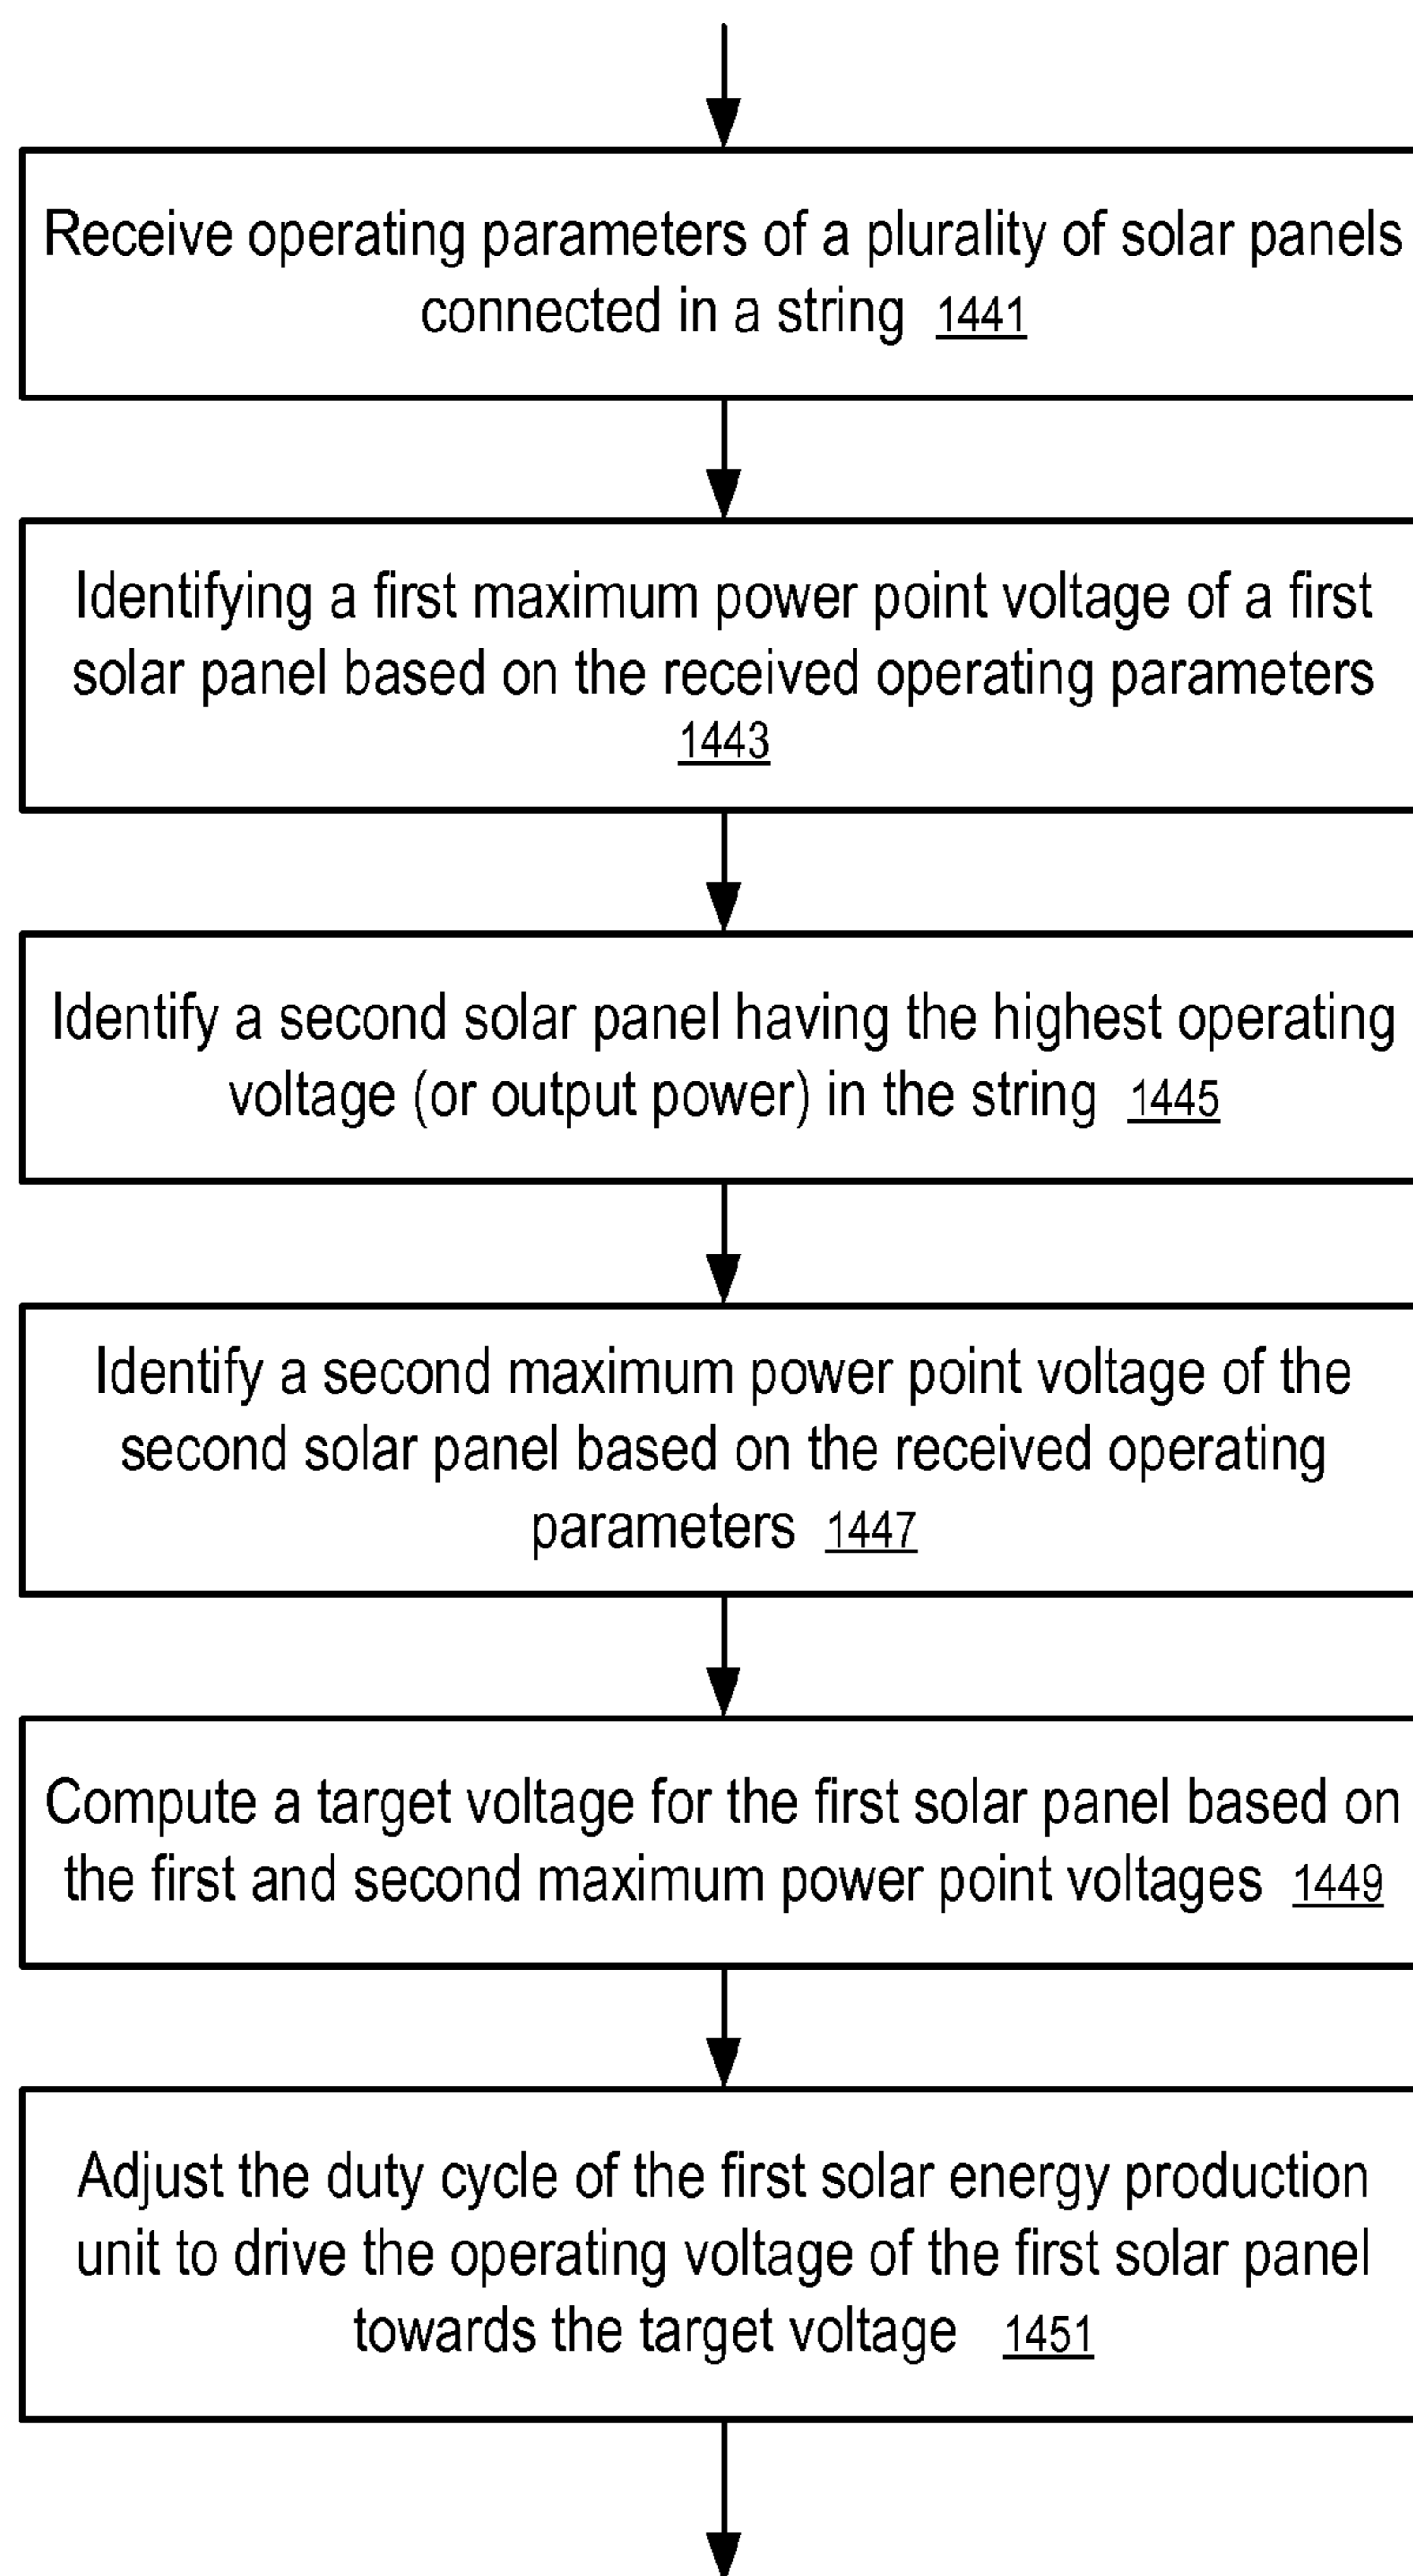 Receive operating parameters of a plurality of solar panels
connected in a string 1441
Identifying a first maximum power point voltage of a first
solar panel based on the received operating parameters
1443
Identify a second solar panel having the highest operating
voltage (or output power) in the string 1445
Identify a second maximum power point voltage of the
second solar panel based on the received operating
parameters 1447
Compute a target voltage for the first solar panel based on
the first and second maximum power point voltages 1449
Adjust the duty cycle of the first solar energy production
unit to drive the operating voltage of the first solar panel
towards the target voltage 1451